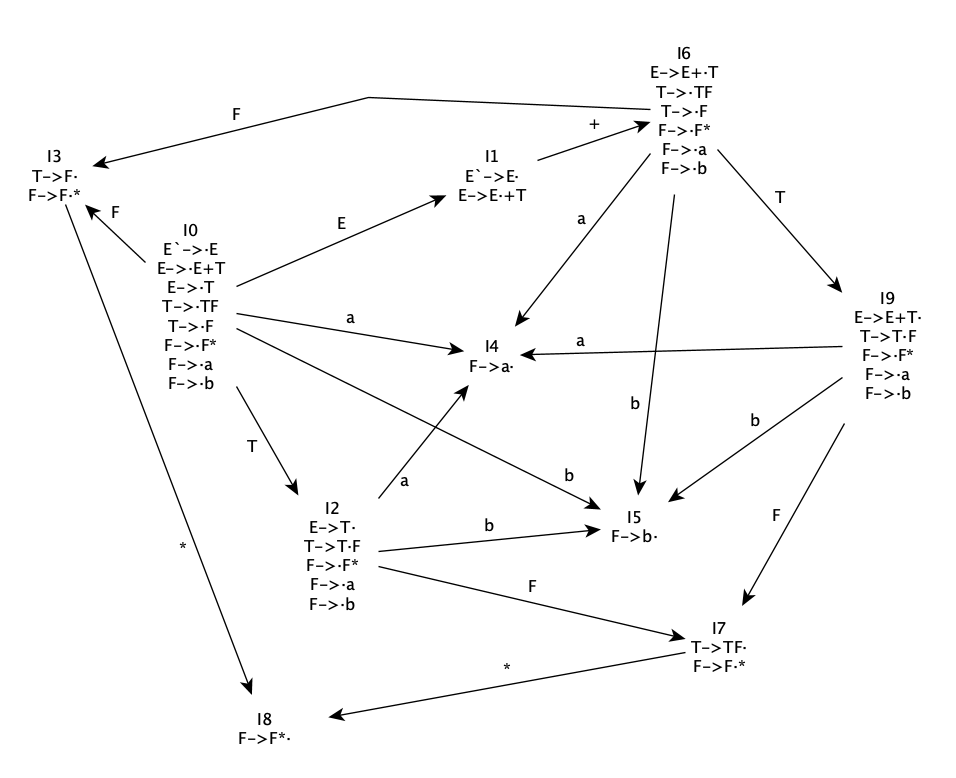 I6
E–>E+·T
T–>·TF
T–>·F
F–>·F*
F–>·a
F–>·b
F
+
I3
T–>F·
F–>F·*
I1
E`–>E·
E–>E·+T
F
E
a
T
I0
E`–>·E
E–>·E+T
E–>·T
T–>·TF
T–>·F
F–>·F*
F–>·a
F–>·b
a
I4
F–>a·
a
I9
E–>E+T·
T–>T·F
F–>·F*
F–>·a
F–>·b
T
b
b
b
a
I2
E–>T·
T–>T·F
F–>·F*
F–>·a
F–>·b
b
I5
F–>b·
F
*
F
I7
T–>TF·
F–>F·*
*
I8
F–>F*·